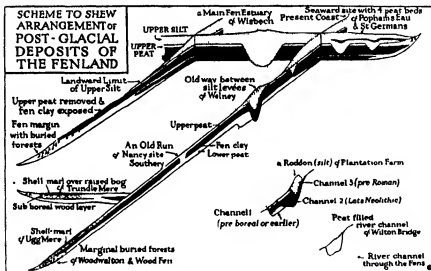 SCHEME TO SHEW
ARRANGEMENT of
POST-GLACIAL
DEPOSITS OF
THE FENLAND
a Main Fen Estuary
of Wisbech
Seaward site with 4 peat beds
Present Coast of Pophams Eau
& St Germans
UPPER SILT
UPPER
PEAT
Landward Limit
of Upper Silt
Old way between
silt levées
of Welney
Upper peat removed &
fen clay exposed
Fen margin
with buried
forests
Upper peat
An Old Run
of Nancy site
Southery
Fen clay
Lower peat
a Roddon (silt) of Plantation Farm
Shell marl over raised bog
of Trundle Mere
Sub boreal wood layer
Channel 3 (pre Roman)
Channel 2 (Late Neolithic)
Channel 1
(pre boreal or earlier)
Peat filled
river channel
of Wilton Bridge
Shell-marl
of Ugg Mere
Marginal buried forests
of Woodwalton & Wood Fen
River channel
through the Fens